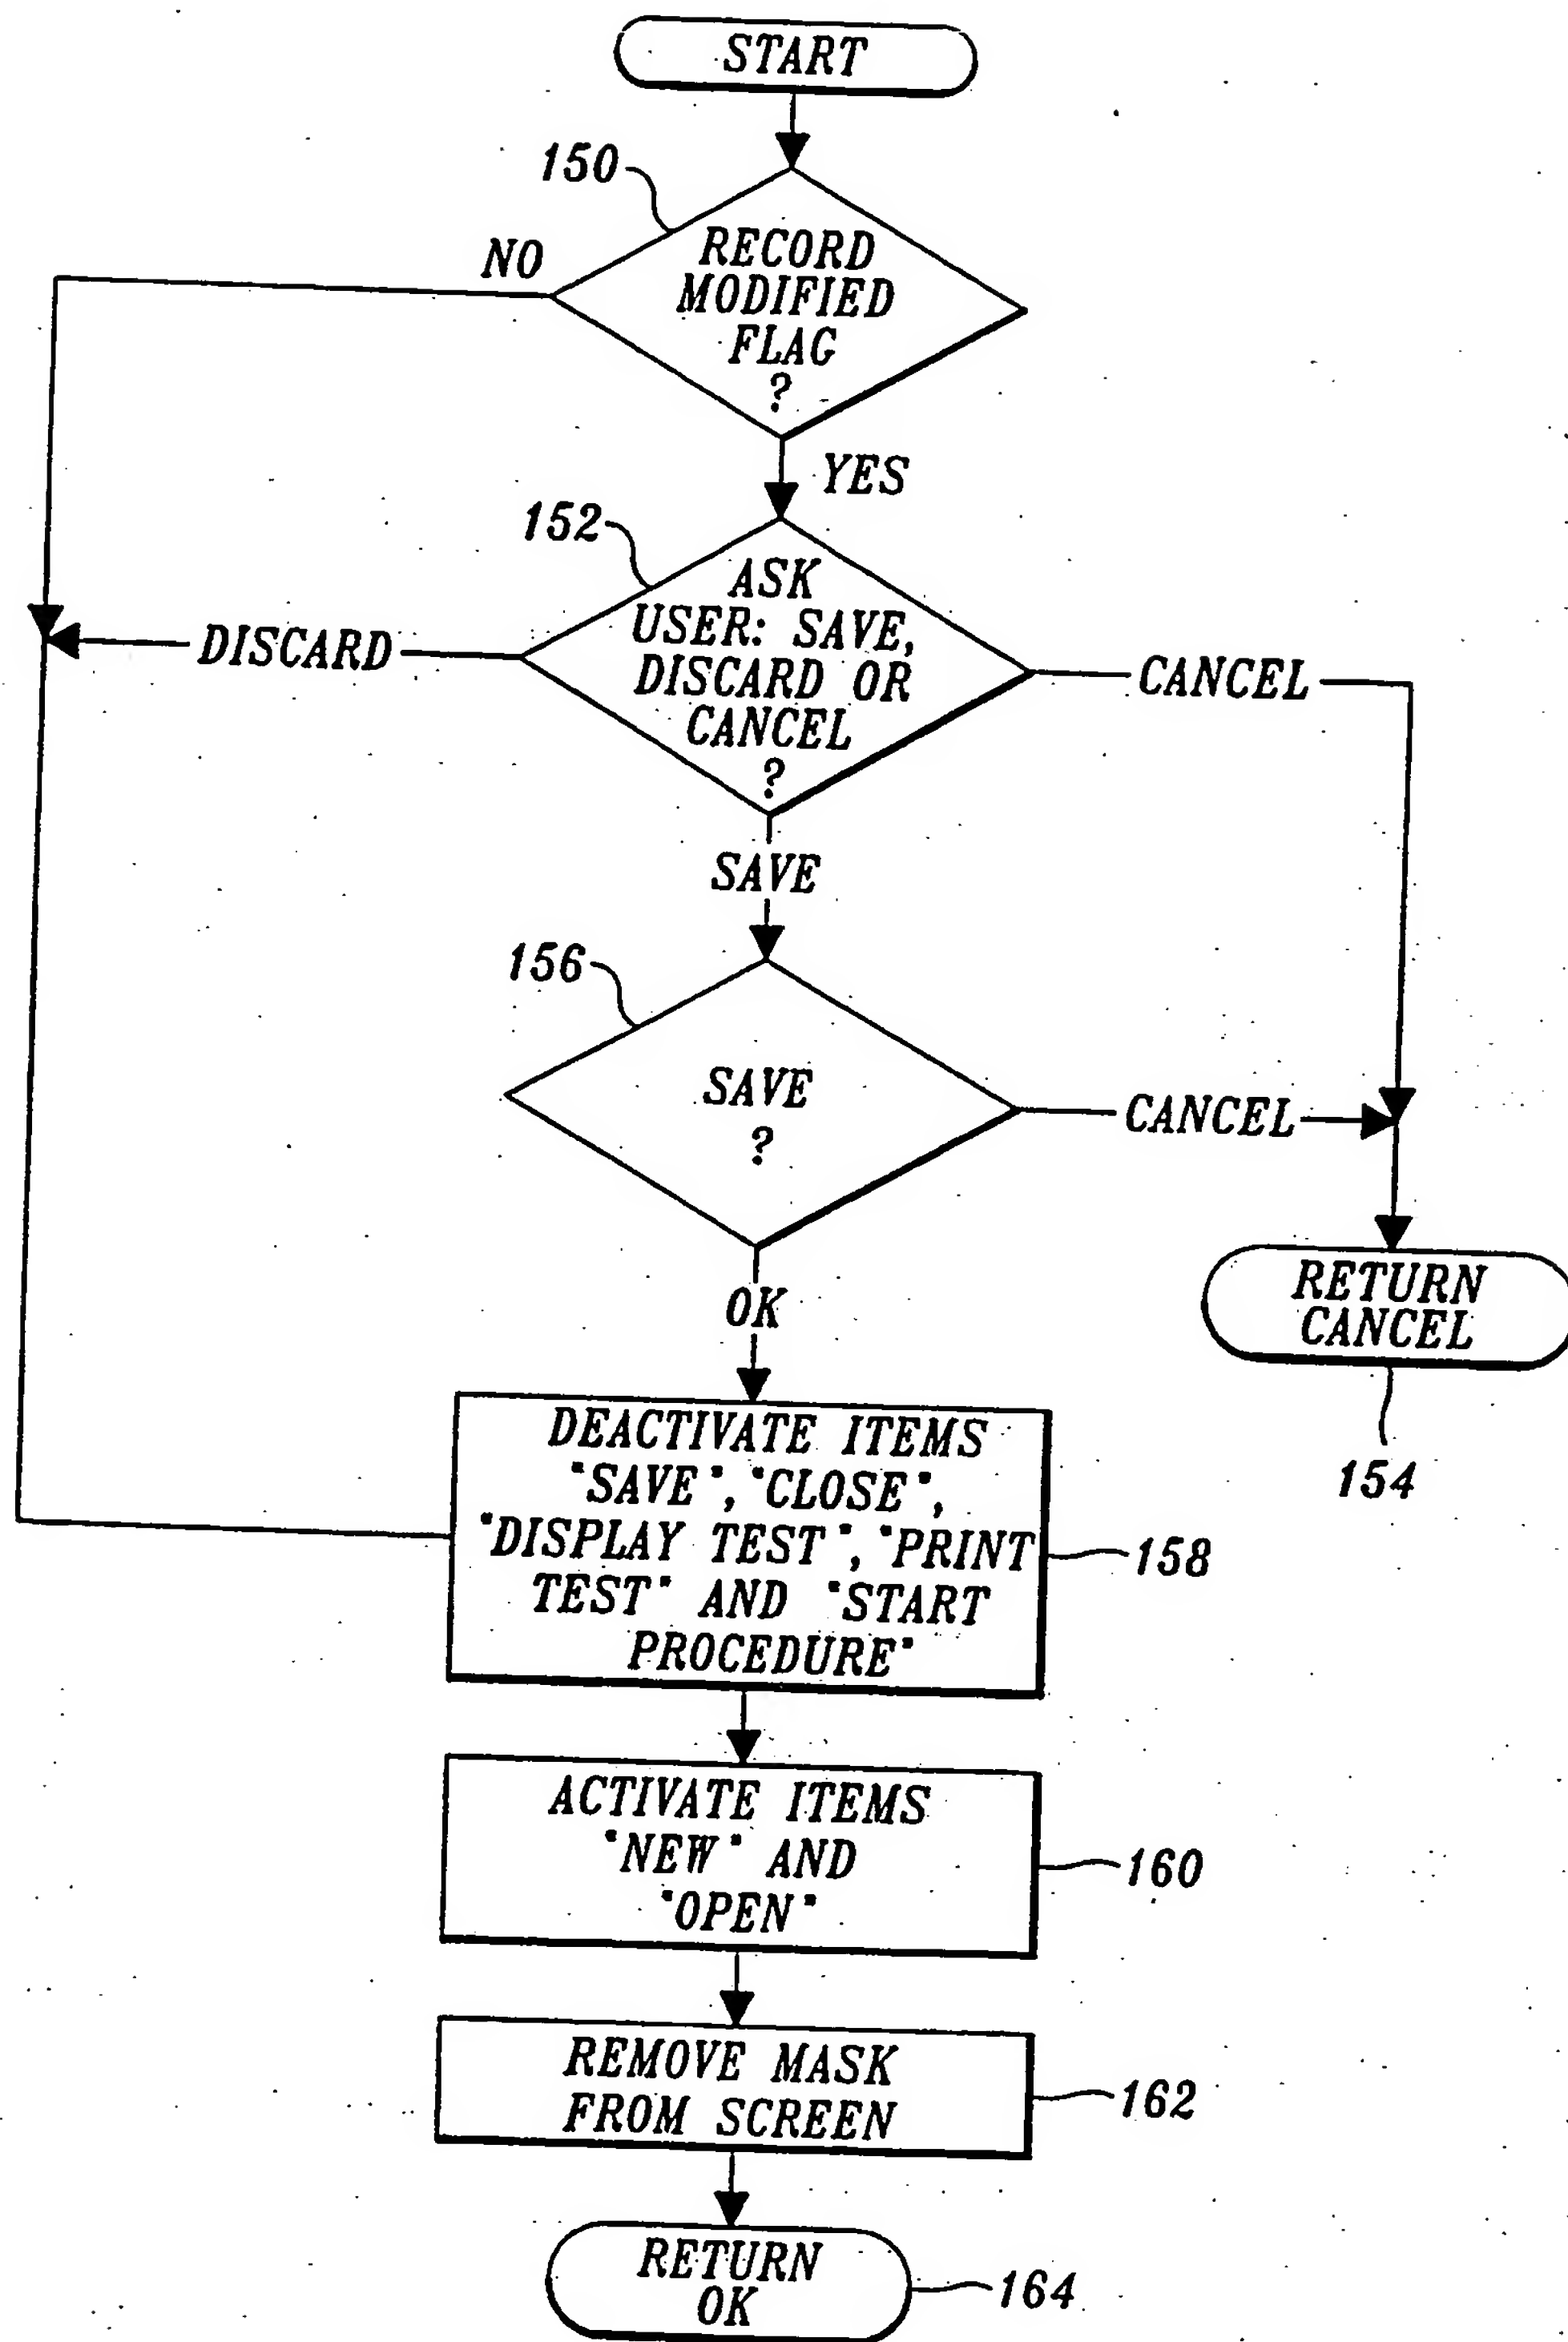 START
150
NO
RECORD
MODIFIED
FLAG
?
YES
152
ASK
USER: SAVE,
DISCARD OR
CANCEL
?
DISCARD
CANCEL
SAVE
156
SAVE
?
CANCEL
OK
RETURN
CANCEL
154
DEACTIVATE ITEMS
"SAVE", "CLOSE",
"DISPLAY TEST", "PRINT
TEST" AND "START
PROCEDURE"
158
ACTIVATE ITEMS
"NEW" AND
"OPEN"
160
REMOVE MASK
FROM SCREEN
162
RETURN
OK
164